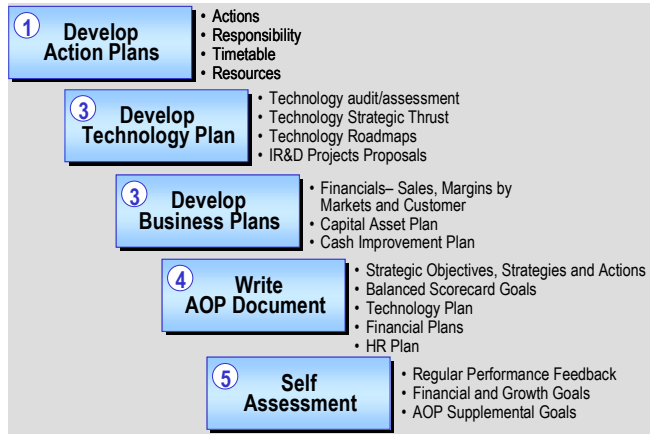 1
Develop
Action Plans
• Actions
• Responsibility
• Timetable
• Resources
3
Develop
Technology Plan
• Technology audit/assessment
• Technology Strategic Thrust
• Technology Roadmaps
• IR&D Projects Proposals
3
Develop
Business Plans
• Financials– Sales, Margins by
Markets and Customer
• Capital Asset Plan
• Cash Improvement Plan
4
Write
AOP Document
• Strategic Objectives, Strategies and Actions
• Balanced Scorecard Goals
• Technology Plan
• Financial Plans
• HR Plan
5
Self
Assessment
• Regular Performance Feedback
• Financial and Growth Goals
• AOP Supplemental Goals